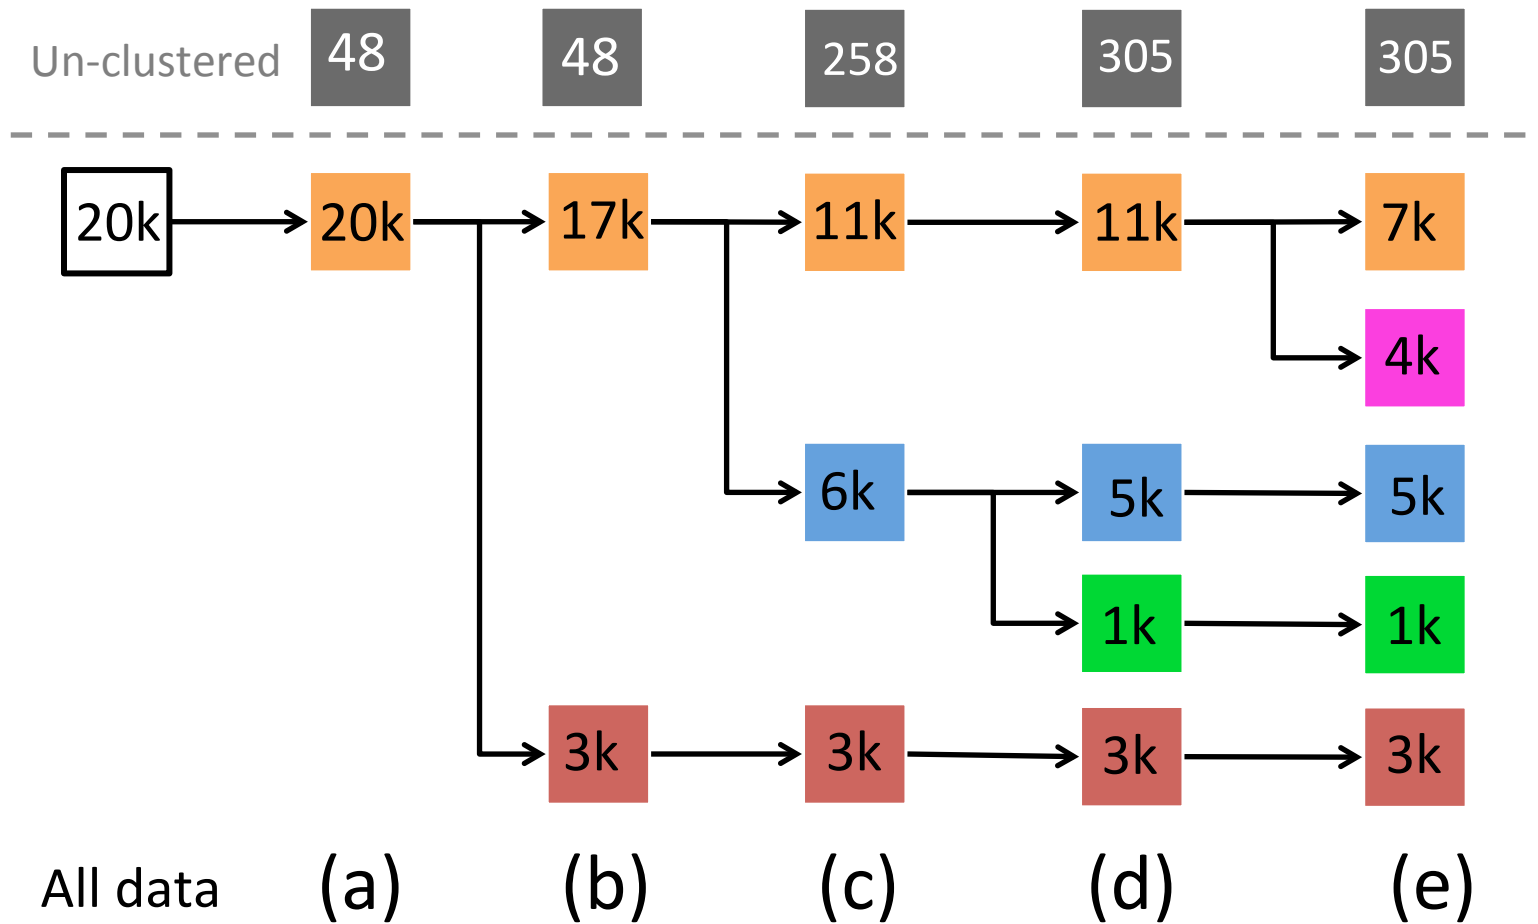 Un-clustered 48 48 258 305 305
20k 20k 17k 11k 11k 7k
4k
6k 5k 5k
1k 1k
3k 3k 3k 3k
All data (a) (b) (c) (d) (e)